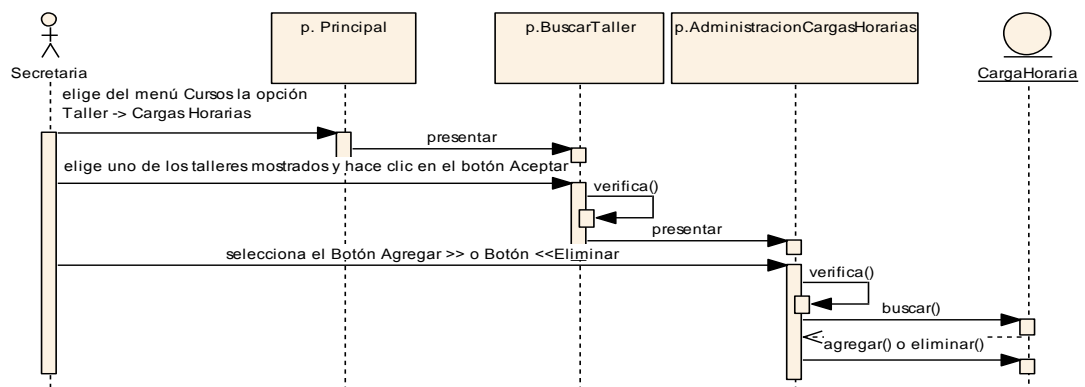 p. Principal
p.BuscarTaller
p.AdministracionCargasHorarias
Secretaria
CargaHoraria
elige del menú Cursos la opción
Taller -> Cargas Horarias
presentar
elige uno de los talleres mostrados y hace clic en el botón Aceptar
verifica()
presentar
selecciona el Botón Agregar >> o Botón <<Eliminar
verifica()
buscar()
agregar() o eliminar()